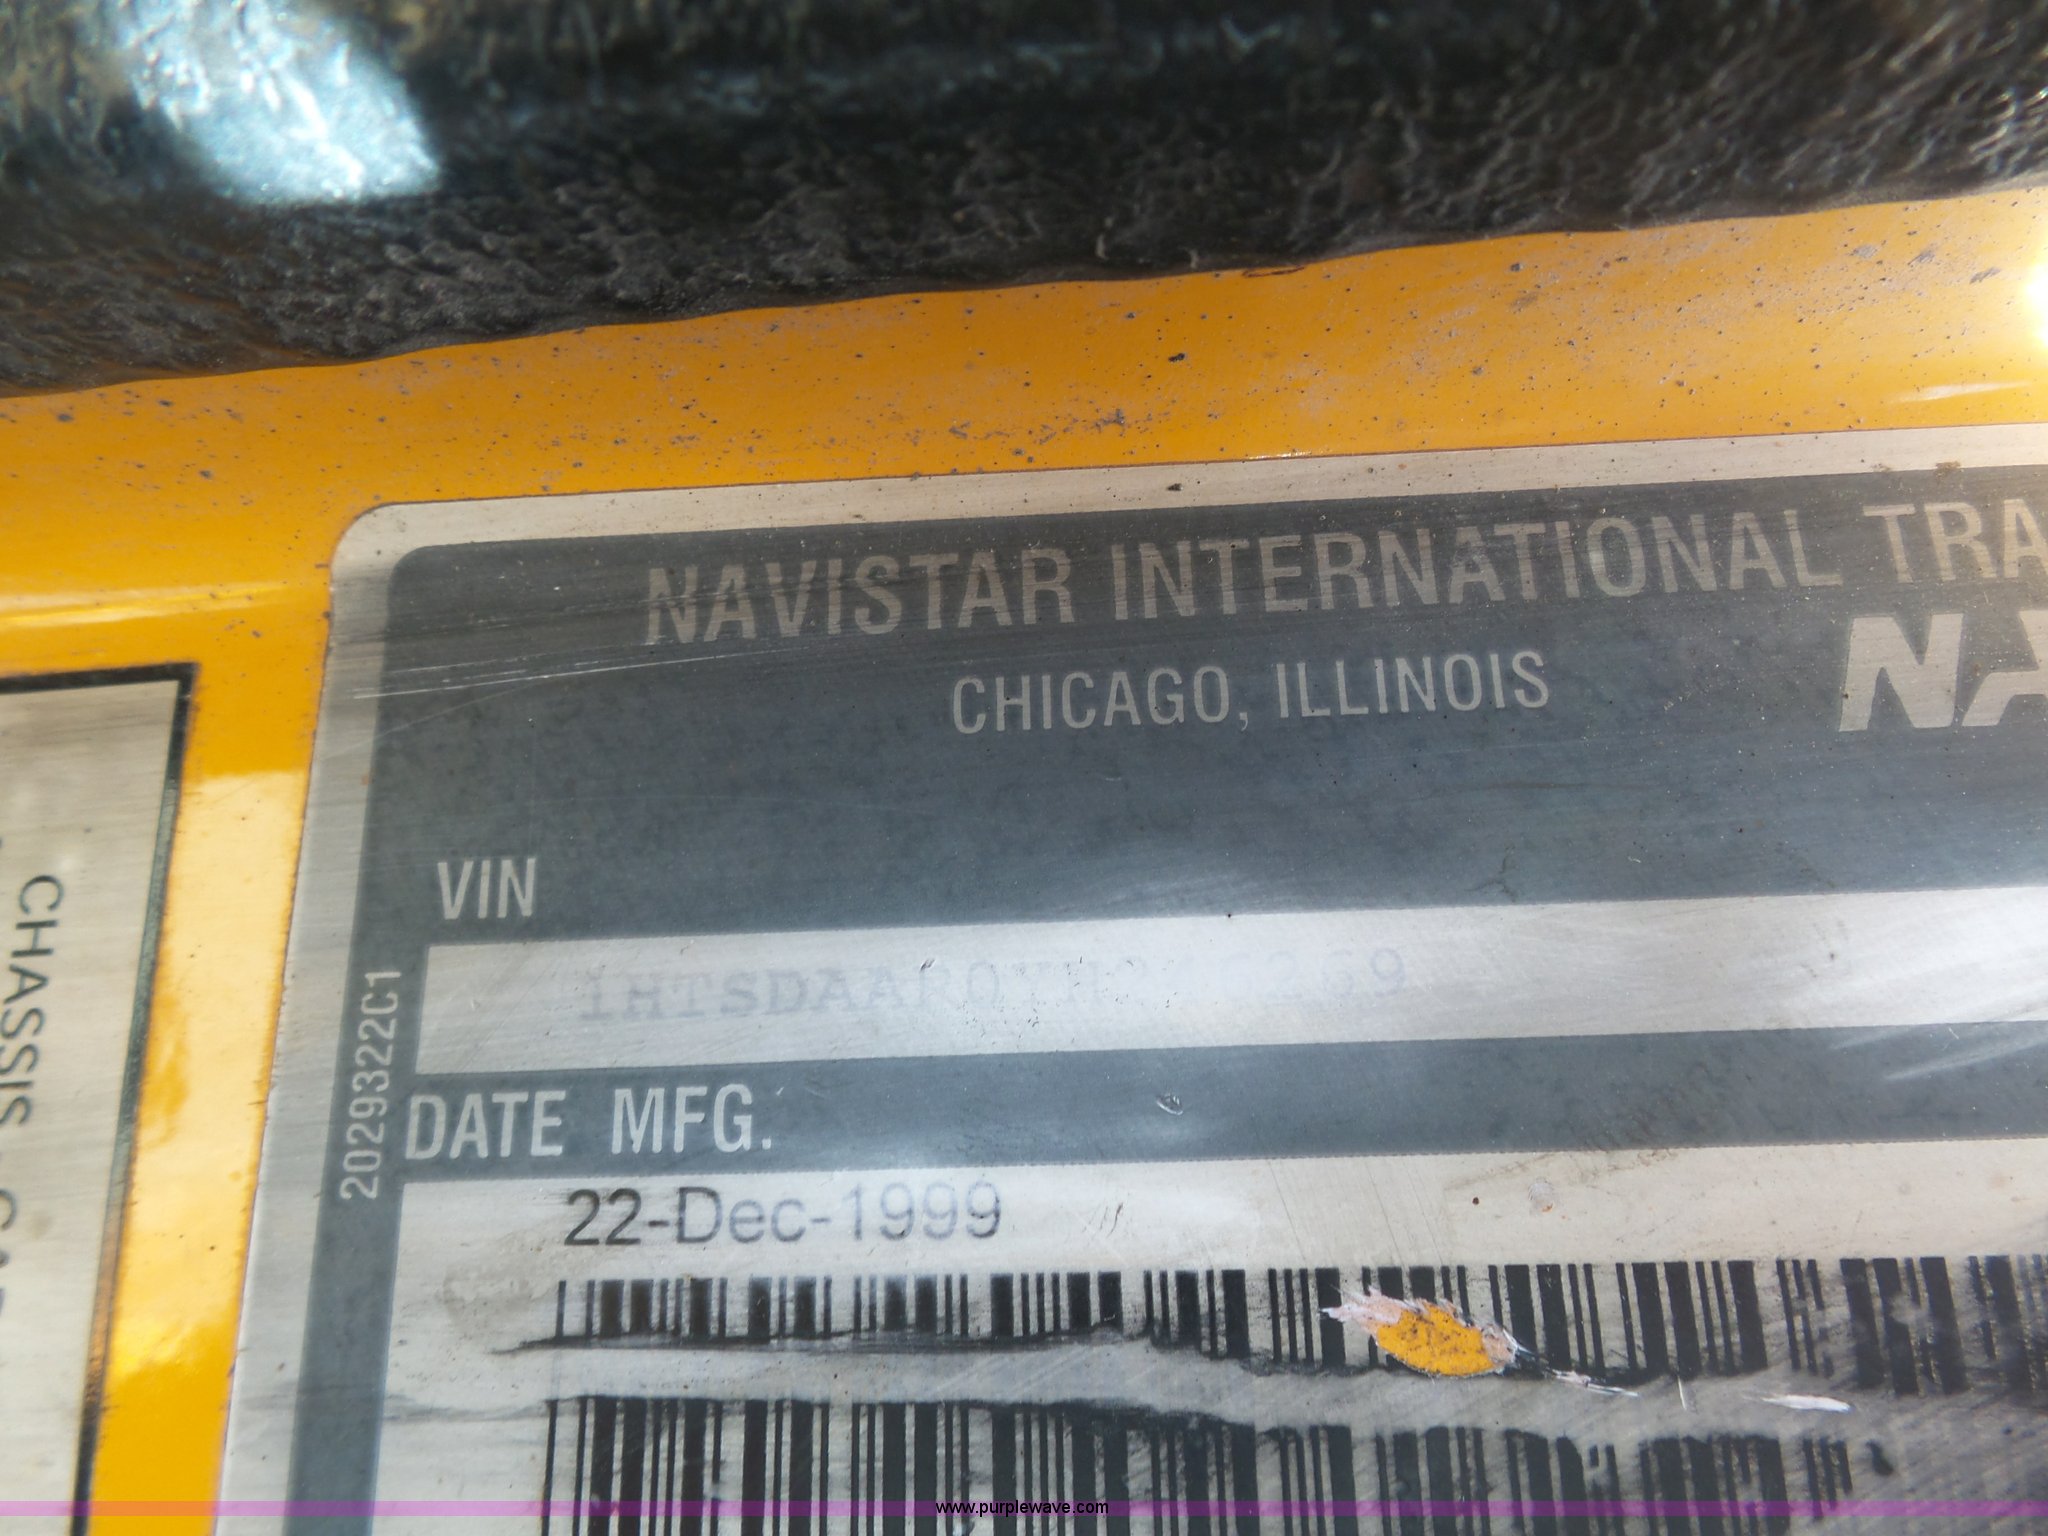 NAVISTAR INTERNATIONAL TRA
CHICAGO, ILLINOIS
NA
VIN
DATE MFG.
22-Dec-1999
2029322C1
CHASSIS
www.purplewave.com